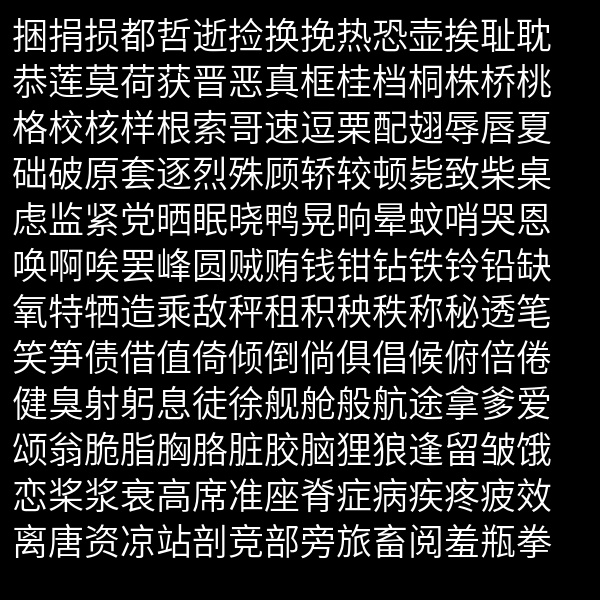 捆捐损都哲逝捡换挽热恐壶挨耻耽
恭莲莫荷获晋恶真框桂档桐株桥桃
格校核样根索哥速逗栗配翅辱唇夏
础破原套逐烈殊顾轿较顿毙致柴桌
虑监紧党晒眠晓鸭晃晌晕蚊哨哭恩
唤啊唉罢峰圆贼贿钱钳钻铁铃铅缺
氧特牺造乘敌秤租积秧秩称秘透笔
笑笋债借值倚倾倒倘俱倡候俯倍倦
健臭射躬息徒徐舰舱般航途拿爹爱
颂翁脆脂胸胳脏胶脑狸狼逢留皱饿
恋桨浆衰高席准座脊症病疾疼疲效
离唐资凉站剖竞部旁旅畜阅羞瓶拳